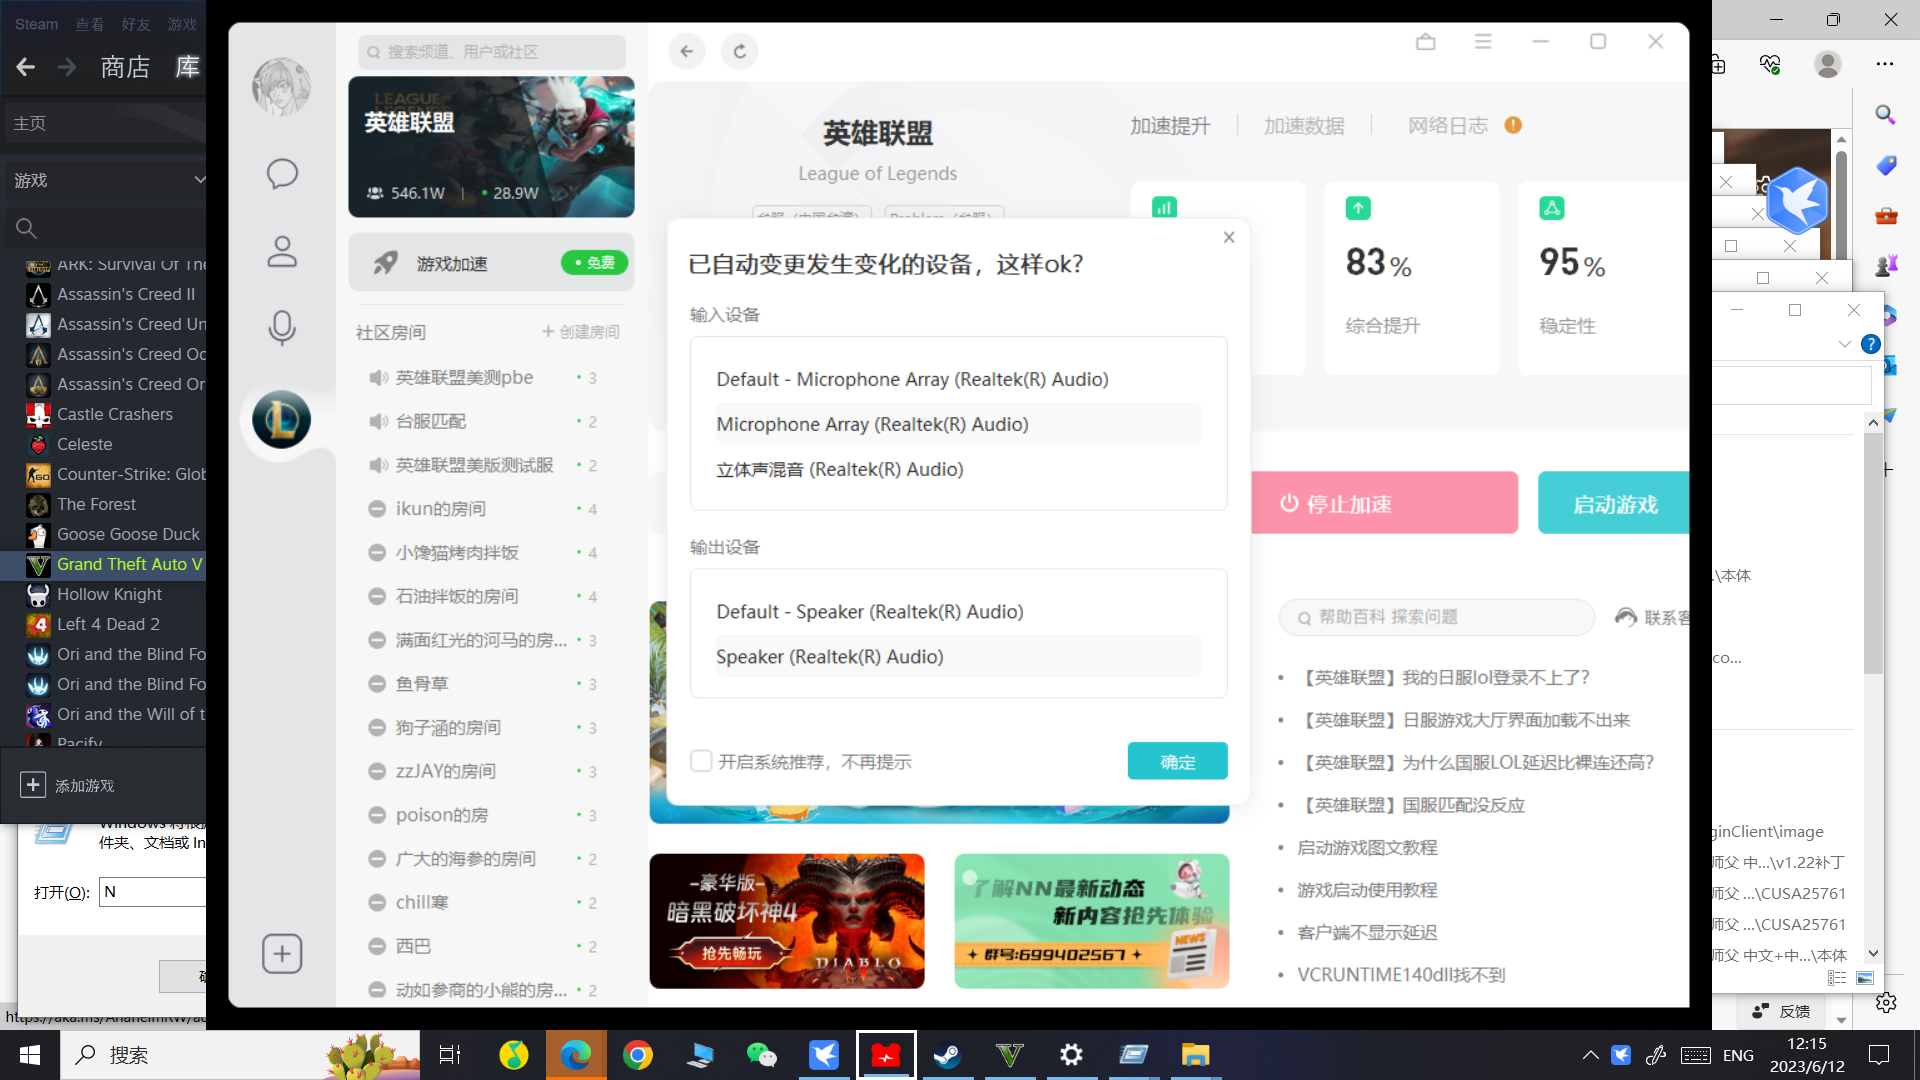 Steam 查看 好友 游戏
商店 库
主页
游戏
ARK: Survival Of The
Assassin's Creed II
Assassin's Creed Un
Assassin's Creed Od
Assassin's Creed Or
Castle Crashers
Celeste
Counter-Strike: Glob
The Forest
Goose Goose Duck
Grand Theft Auto V
Hollow Knight
Left 4 Dead 2
Ori and the Blind Fo
Ori and the Blind Fo
Ori and the Will of t
Pacify
添加游戏
件夹、文档或 In
打开(O): N
搜索频道、用户或社区
LEAGUE OF LEGENDS
英雄联盟
546.1W | • 28.9W
游戏加速 • 免费
社区房间 + 创建房间
英雄联盟美测pbe • 3
台服匹配 • 2
英雄联盟美版测试服 • 2
ikun的房间 • 4
小馋猫烤肉拌饭 • 4
石油拌饭的房间 • 4
满面红光的河马的房... • 3
鱼骨草 • 3
狗子涵的房间 • 3
zzJAY的房间 • 3
poison的房 • 3
广大的海参的房间 • 2
chill寒 • 2
西巴 • 2
动如参商的小熊的房... • 2
英雄联盟
League of Legends
加速提升 加速数据 网络日志
83%
综合提升
95%
稳定性
已自动变更发生变化的设备，这样ok?
输入设备
Default - Microphone Array (Realtek(R) Audio)
Microphone Array (Realtek(R) Audio)
立体声混音 (Realtek(R) Audio)
输出设备
Default - Speaker (Realtek(R) Audio)
Speaker (Realtek(R) Audio)
开启系统推荐，不再提示
确定
停止加速
启动游戏
帮助百科 探索问题
联系客
• 【英雄联盟】我的日服lol登录不上了?
• 【英雄联盟】日服游戏大厅界面加载不出来
• 【英雄联盟】为什么国服LOL延迟比裸连还高?
• 【英雄联盟】国服匹配没反应
• 启动游戏图文教程
• 游戏启动使用教程
• 客户端不显示延迟
• VCRUNTIME140dll找不到
-豪华版-
暗黑破坏神4
抢先畅玩
DIABLO
了解NN最新动态
新内容抢先体验
群号:699402567
NEWS
.\本体
co...
ginClient\image
师父 中...\v1.22补丁
师父 ...\CUSA25761
师父 ...\CUSA25761
师父 中文+中...\本体
反馈
搜索
ENG
12:15
2023/6/12